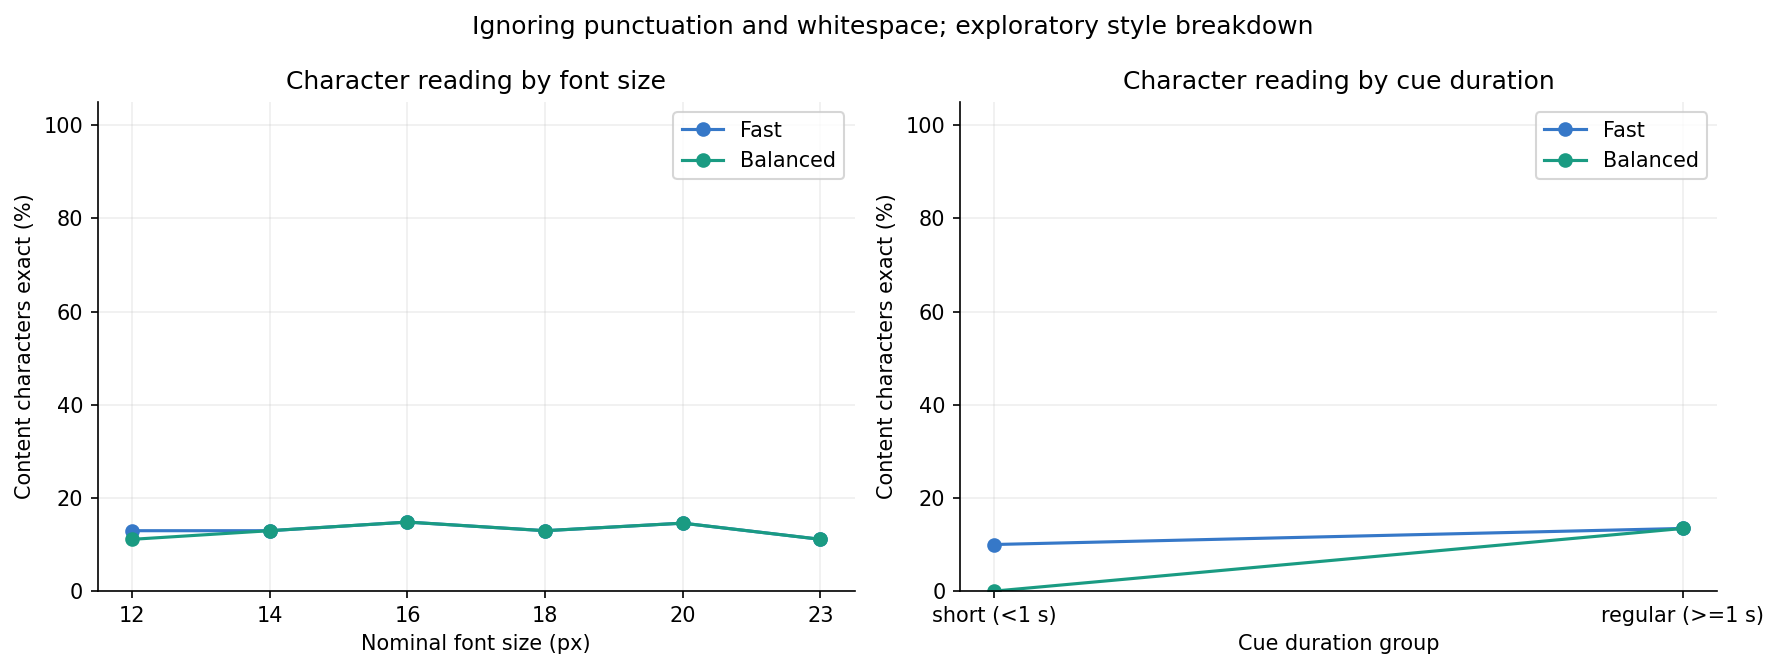 Ignoring punctuation and whitespace; exploratory style breakdown
Character reading by font size
Content characters exact (%)
100
80
60
40
20
0
Fast
Balanced
12 14 16 18 20 23
Nominal font size (px)
Character reading by cue duration
Content characters exact (%)
100
80
60
40
20
0
Fast
Balanced
short (<1 s) regular (>=1 s)
Cue duration group